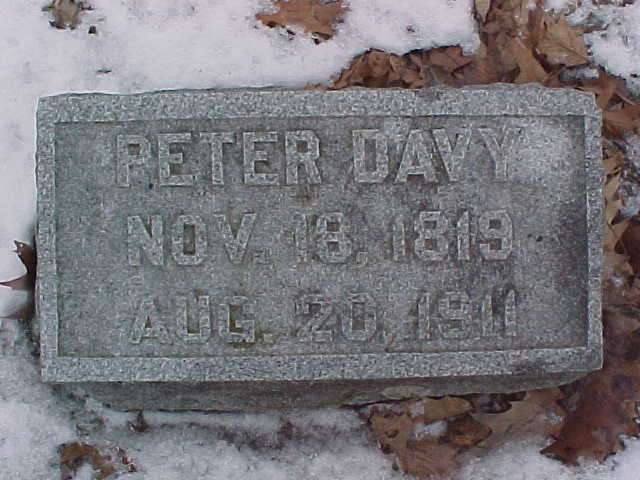 PETER DAVY
NOV. 18, 1819
AUG. 20, 1911